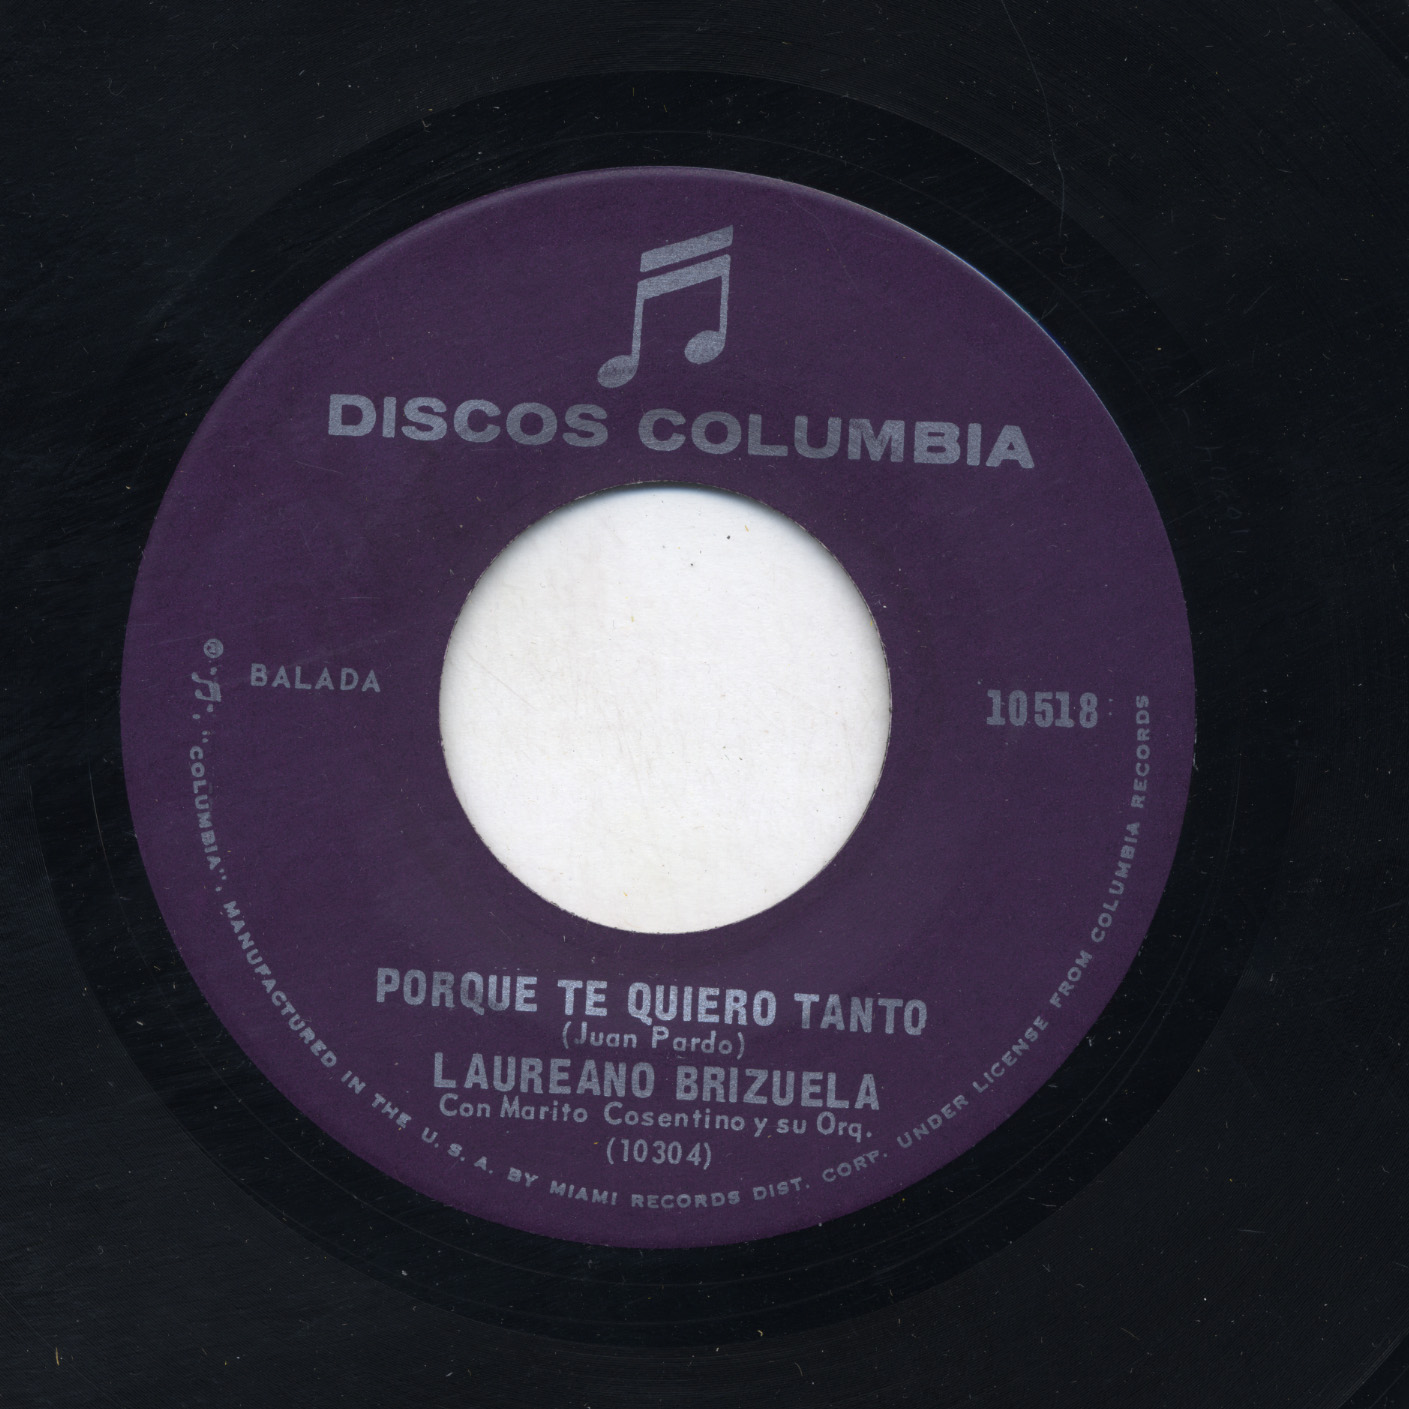 DISCOS COLUMBIA
BALADA
10518
PORQUE TE QUIERO TANTO
(Juan Pardo)
LAUREANO BRIZUELA
Con Marito Cosentino y su Orq.
(10304)
® "♫", "COLUMBIA", MANUFACTURED IN THE U.S.A. BY MIAMI RECORDS DIST. CORP. UNDER LICENSE FROM COLUMBIA RECORDS